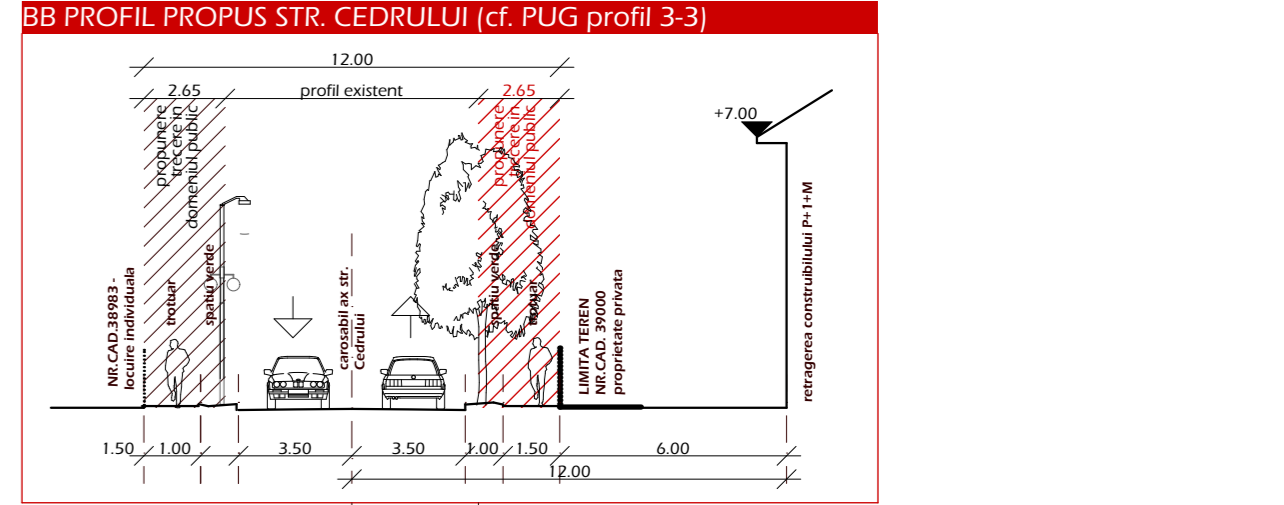 BB PROFIL PROPUS STR. CEDRULUI (cf. PUG profil 3-3)
12.00
2.65
profil existent
2.65
propunere
trecere in
domeniul public
propunere
trecere in
domeniul public
+7.00
NR.CAD.38983 -
locuire individuala
trotuar
spatiu verde
carosabil ax str.
Cedrului
spatiu verde
trotuar
LIMITA TEREN
NR.CAD. 39000
proprietate privata
retragerea construibilului P+1+M
1.50
1.00
3.50
3.50
1.00
1.50
6.00
12.00